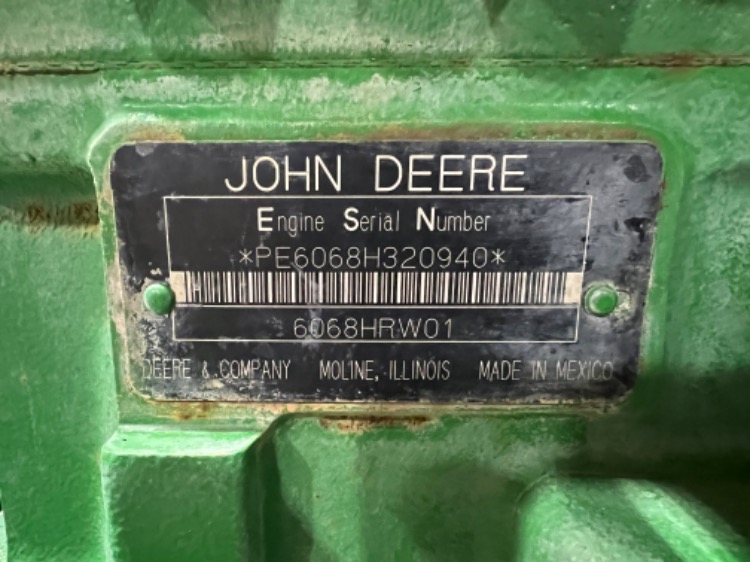 JOHN DEERE
Engine Serial Number
*PE6068H320940*
6068HRW01
DEERE & COMPANY MOLINE, ILLINOIS MADE IN MEXICO